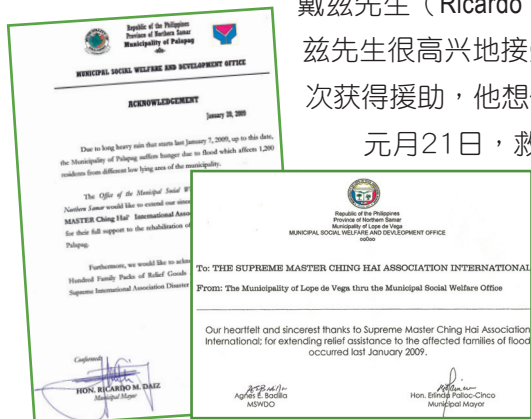 戴兹先生（Ricardo
兹先生很高兴地接
次获得援助，他想
元月21日，救
Republic of the Philippines
Province of Northern Samar
Municipality of Palapag
MUNICIPAL SOCIAL WELFARE AND DEVELOPMENT OFFICE
ACKNOWLEDGEMENT
January 20, 2009
Due to long heavy rain that starts last January 7, 2009, up to this date,
the Municipality of Palapag suffers hunger due to flood which affects 1,200
residents from different low lying area of the municipality.
The Office of the Municipal Social
Northern Samar would like to extend our
MASTER Ching Hai International
for their full support to the rehabilitation of
Palapag.
Furthermore, we would like to
Hundred Family Packs of Relief Goods
Supreme International Association Disaster
Conformed:
HON. RICARDO M. DAIZ
Municipal Mayor
Republic of the Philippines
Province of Northern Samar
Municipality of Lope de Vega
MUNICIPAL SOCIAL WELFARE AND DEVLEOPMENT OFFICE
oo0oo
To: THE SUPREME MASTER CHING HAI ASSOCIATION INTERNATIONAL
From: The Municipality of Lope de Vega thru the Municipal Social Welfare Office
Our heartfelt and sincerest thanks to Supreme Master Ching Hai Association
International; for extending relief assistance to the affected families of flood
occurred last January 2009.
Agnes E. Badilla
MSWDO
Hon. Erlinda Palloc-Cinco
Municipal Mayor